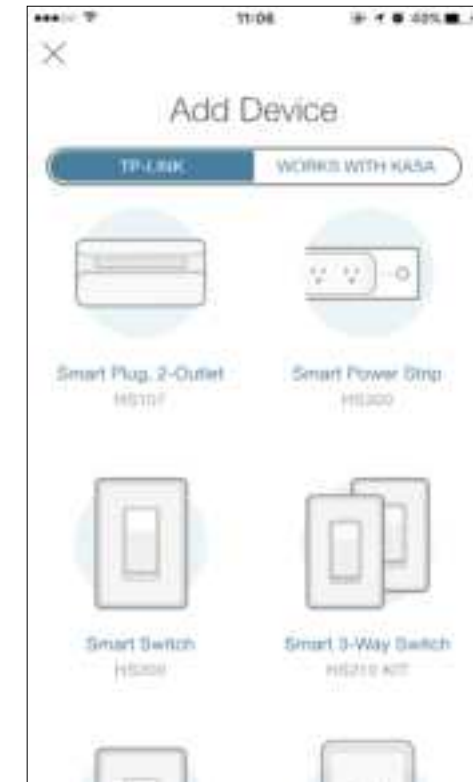 11:06
Add Device
TP-LINK
WORKS WITH KASA
Smart Plug, 2-Outlet
Smart Power Strip
HS107
HS300
Smart Switch
Smart 3-Way Switch
HS200
HS210 KIT